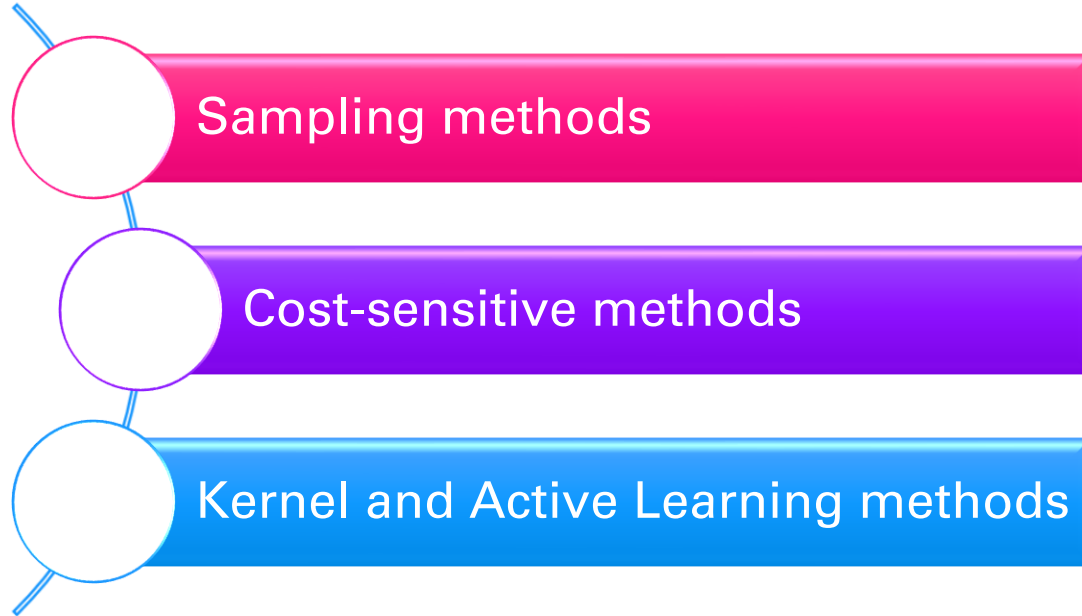 Sampling methods
Cost-sensitive methods
Kernel and Active Learning methods